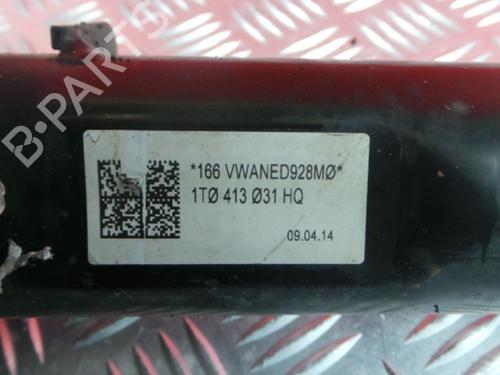 B-PARTS
*166 VWANED928MØ*
1TØ 413 Ø31 HQ
09.04.14